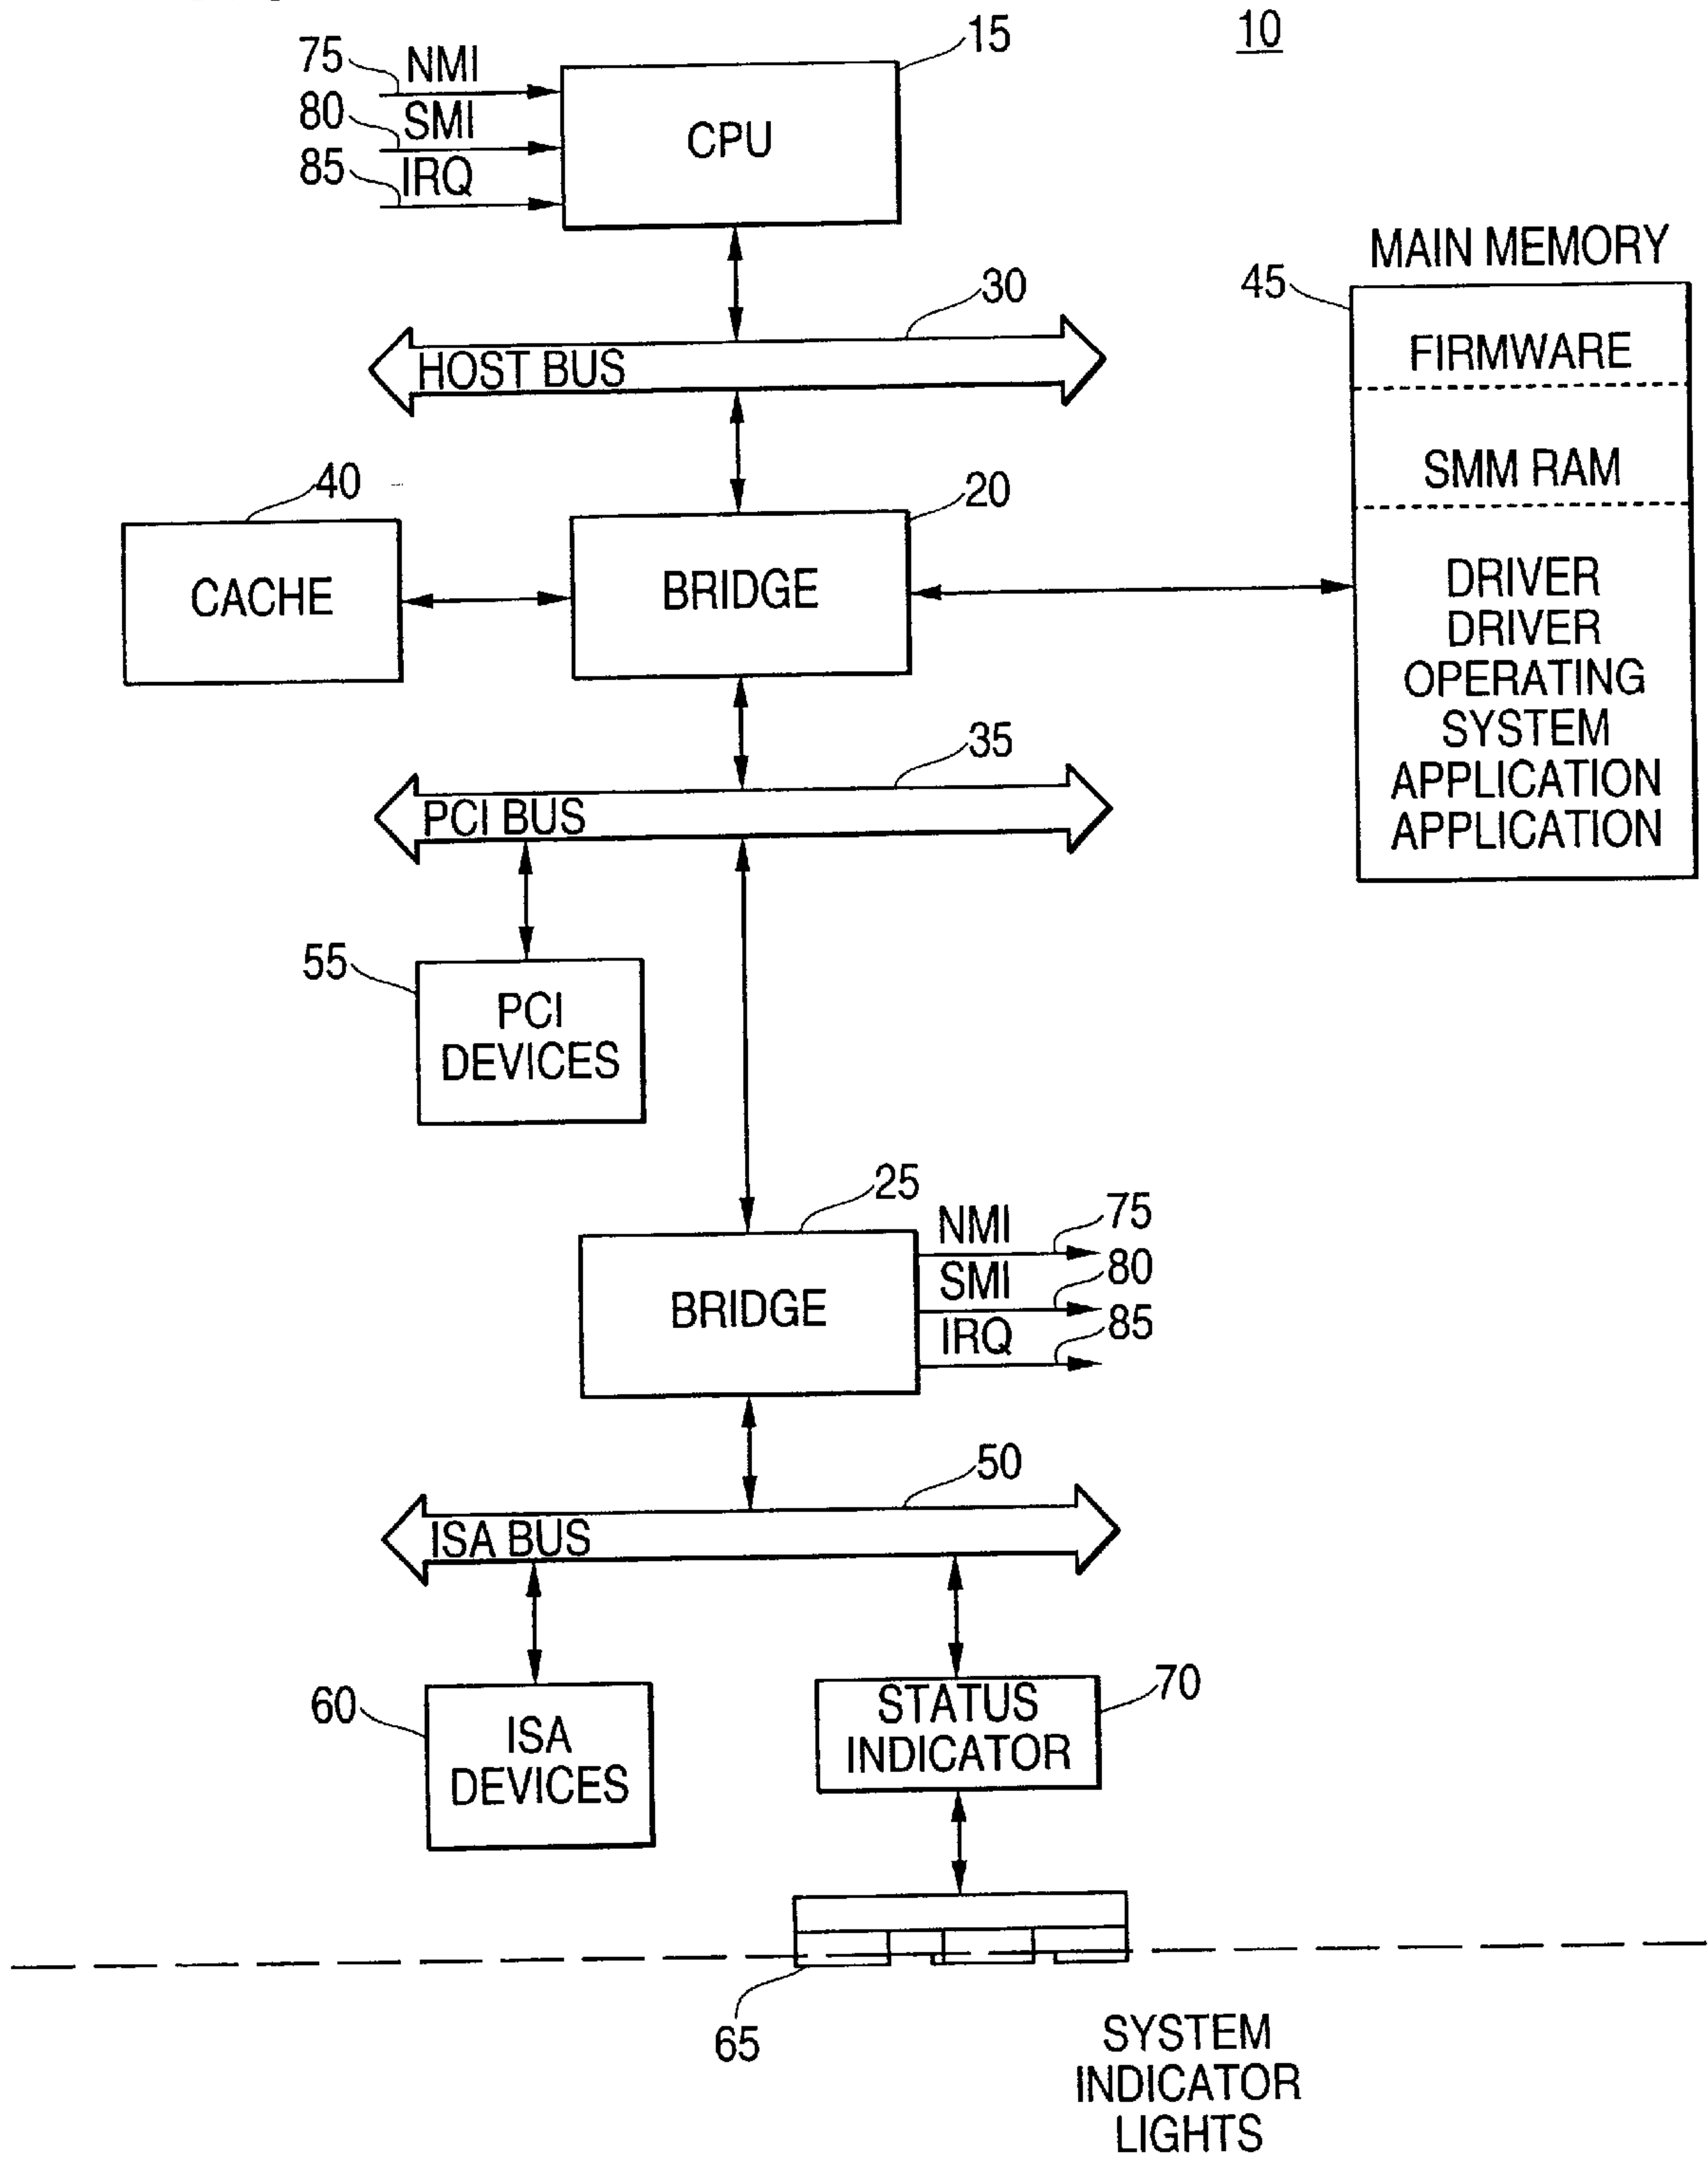 10
15
75
NMI
80
SMI
85
IRQ
CPU
30
HOST BUS
MAIN MEMORY
45
FIRMWARE
SMM RAM
DRIVER
DRIVER
OPERATING
SYSTEM
APPLICATION
APPLICATION
40
CACHE
20
BRIDGE
35
PCI BUS
55
PCI
DEVICES
25
BRIDGE
NMI
75
SMI
80
IRQ
85
50
ISA BUS
60
ISA
DEVICES
STATUS
INDICATOR
70
65
SYSTEM
INDICATOR
LIGHTS